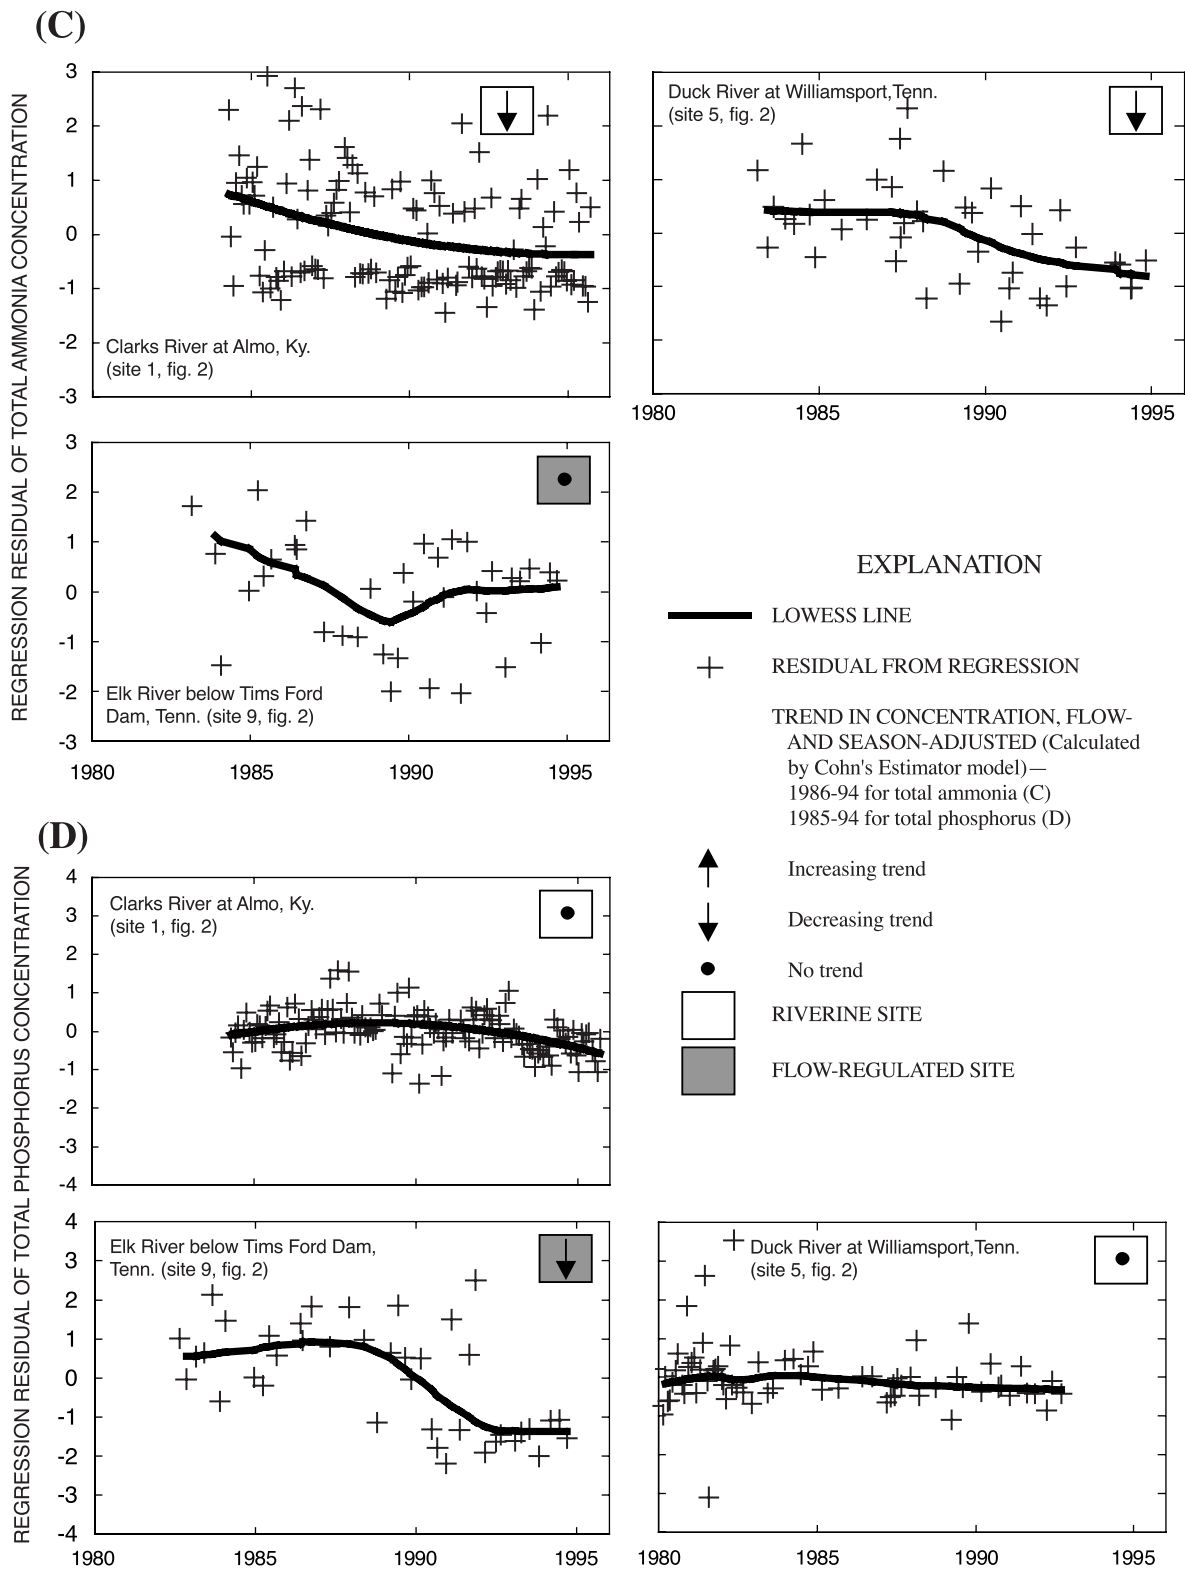 (C)
REGRESSION RESIDUAL OF TOTAL AMMONIA CONCENTRATION
3
2
1
0
-1
-2
-3
Clarks River at Almo, Ky.
(site 1, fig. 2)
Duck River at Williamsport,Tenn.
(site 5, fig. 2)
1980
1985
1990
1995
3
2
1
0
-1
-2
-3
Elk River below Tims Ford
Dam, Tenn. (site 9, fig. 2)
1980
1985
1990
1995
EXPLANATION
LOWESS LINE
RESIDUAL FROM REGRESSION
TREND IN CONCENTRATION, FLOW-
AND SEASON-ADJUSTED (Calculated
by Cohn's Estimator model)—
1986-94 for total ammonia (C)
1985-94 for total phosphorus (D)
Increasing trend
Decreasing trend
No trend
RIVERINE SITE
FLOW-REGULATED SITE
(D)
REGRESSION RESIDUAL OF TOTAL PHOSPHORUS CONCENTRATION
4
3
2
1
0
-1
-2
-3
-4
Clarks River at Almo, Ky.
(site 1, fig. 2)
4
3
2
1
0
-1
-2
-3
-4
Elk River below Tims Ford Dam,
Tenn. (site 9, fig. 2)
1980
1985
1990
1995
Duck River at Williamsport,Tenn.
(site 5, fig. 2)
1980
1985
1990
1995